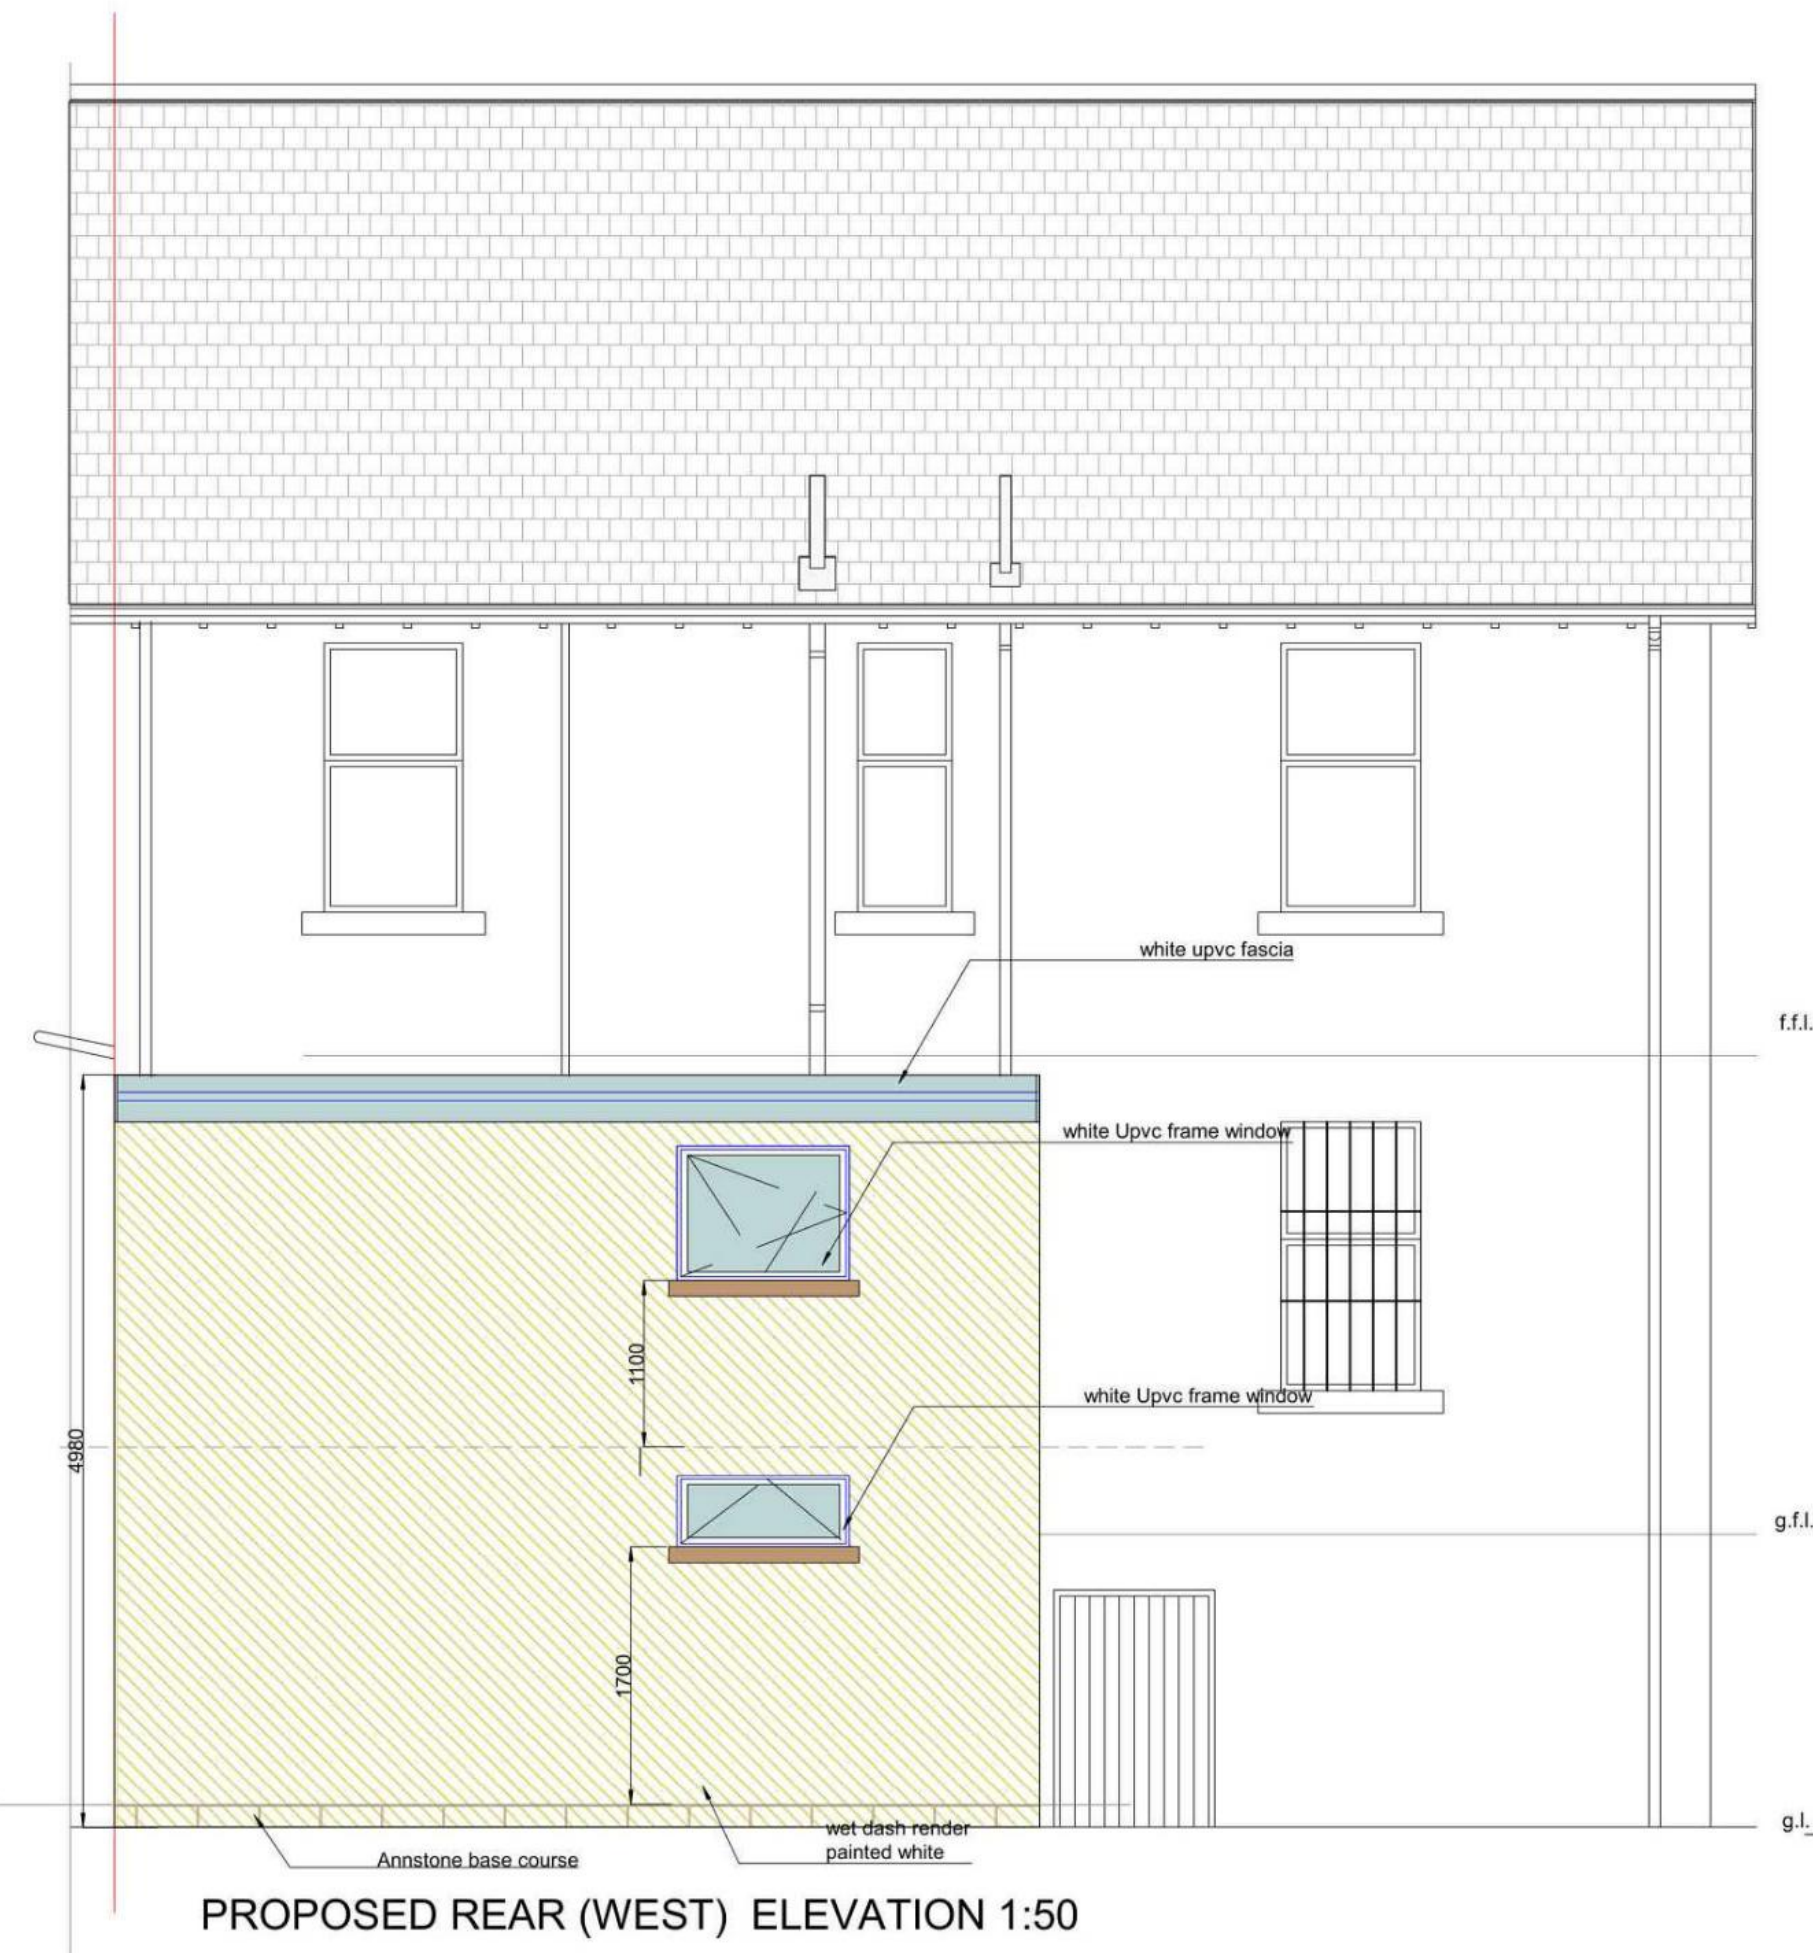 white upvc fascia
f.f.l.
white Upvc frame window
1100
white Upvc frame window
4980
g.f.l.
1700
g.l.
wet dash render
painted white
Annstone base course
PROPOSED REAR (WEST) ELEVATION 1:50